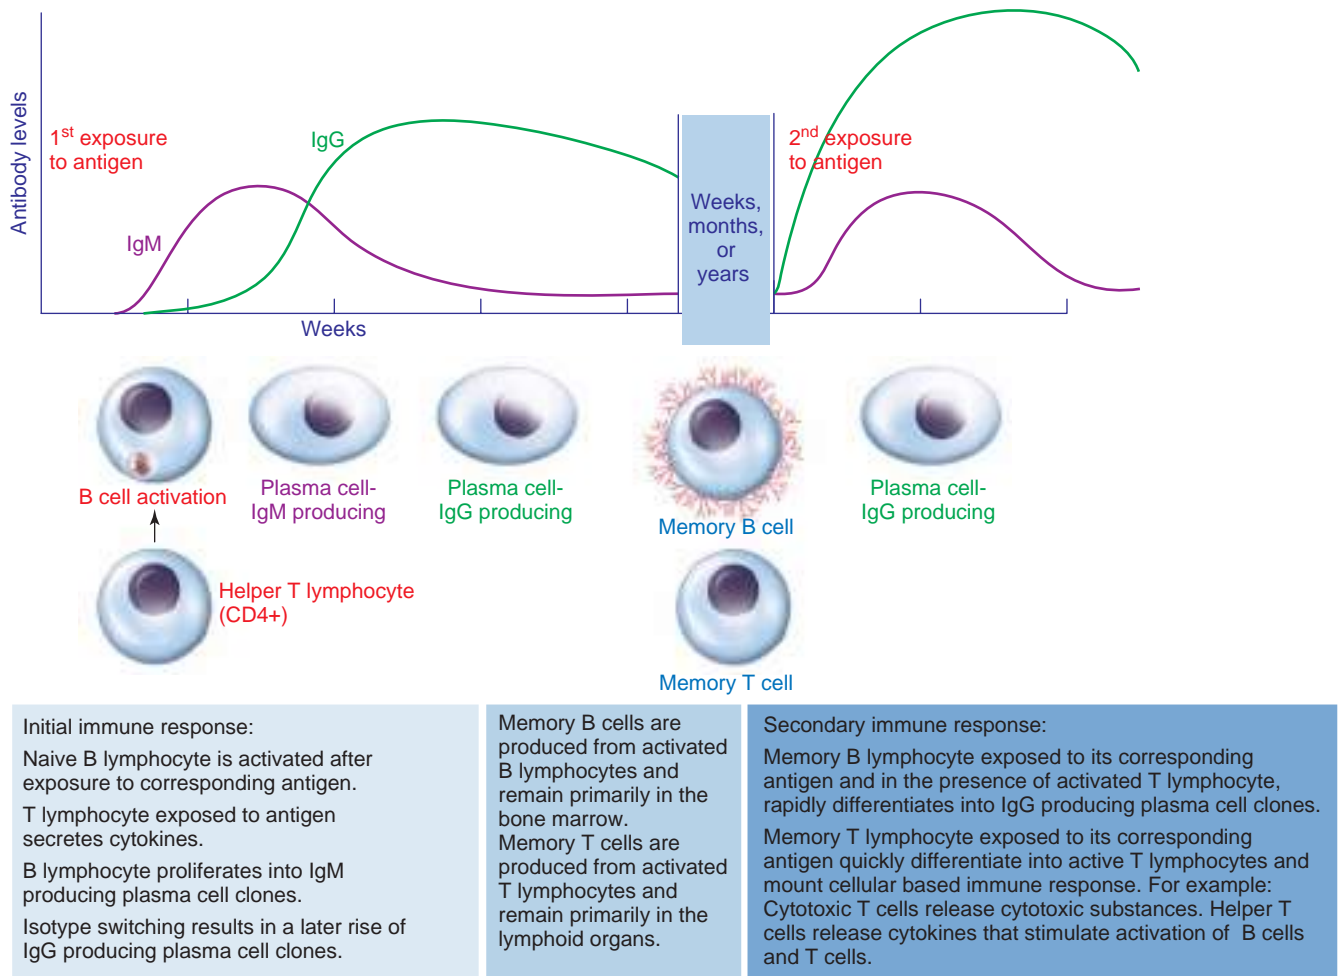 Antibody levels
1st exposure
to antigen
IgM
IgG
Weeks,
months,
or
years
2nd exposure
to antigen
Weeks
B cell activation
Plasma cell-
IgM producing
Plasma cell-
IgG producing
Memory B cell
Plasma cell-
IgG producing
Helper T lymphocyte
(CD4+)
Memory T cell
Initial immune response:
Naive B lymphocyte is activated after
exposure to corresponding antigen.
T lymphocyte exposed to antigen
secretes cytokines.
B lymphocyte proliferates into IgM
producing plasma cell clones.
Isotype switching results in a later rise of
IgG producing plasma cell clones.
Memory B cells are
produced from activated
B lymphocytes and
remain primarily in the
bone marrow.
Memory T cells are
produced from activated
T lymphocytes and
remain primarily in the
lymphoid organs.
Secondary immune response:
Memory B lymphocyte exposed to its corresponding
antigen and in the presence of activated T lymphocyte,
rapidly differentiates into IgG producing plasma cell clones.
Memory T lymphocyte exposed to its corresponding
antigen quickly differentiate into active T lymphocytes and
mount cellular based immune response. For example:
Cytotoxic T cells release cytotoxic substances. Helper T
cells release cytokines that stimulate activation of B cells
and T cells.